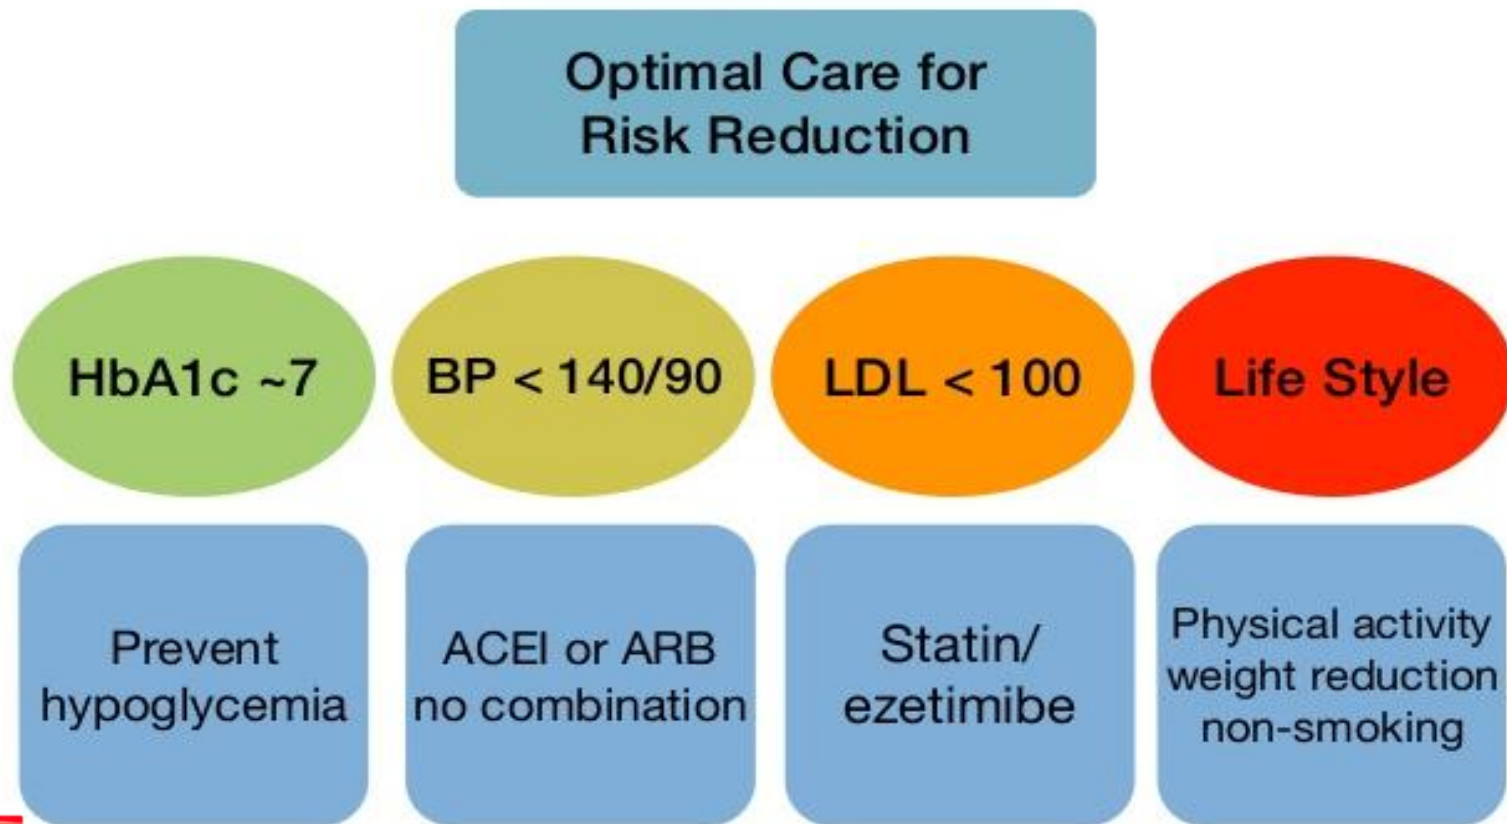 Optimal Care for
Risk Reduction
HbA1c ~7
BP < 140/90
LDL < 100
Life Style
Prevent
hypoglycemia
ACEI or ARB
no combination
Statin/
ezetimibe
Physical activity
weight reduction
non-smoking